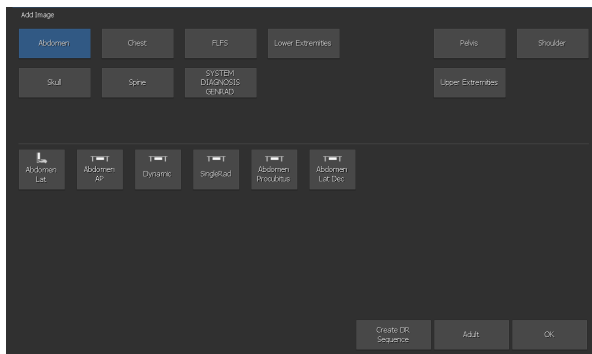 Add Image
Abdomen
Chest
FLFS
Lower Extremities
Pelvis
Shoulder
Skull
Spine
SYSTEM
DIAGNOSIS
GENRAD
Upper Extremities
Abdomen
Lat.
Abdomen
AP
Dynamic
SingleRad
Abdomen
Procubitus
Abdomen
Lat Dec
Create DR
Sequence
Adult
OK